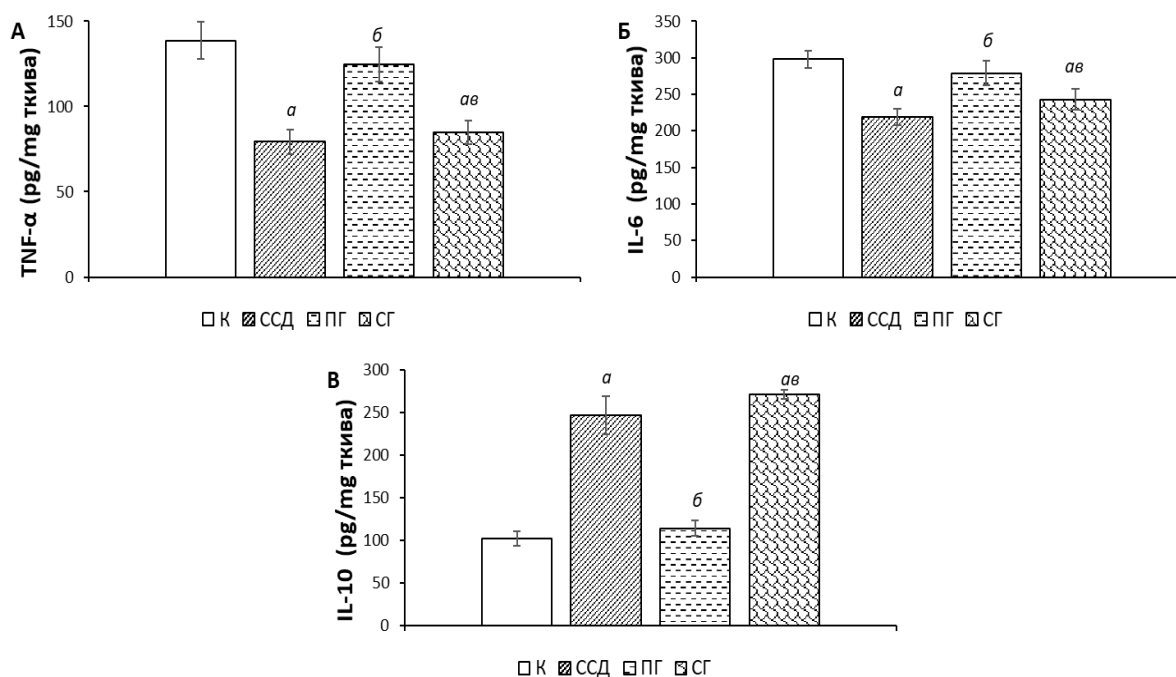 А
TNF-α (pg/mg ткива)
150
100
50
0
а
б
ав
К ССД ПГ СГ
Б
IL-6 (pg/mg ткива)
350
300
250
200
150
100
50
0
а
б
ав
К ССД ПГ СГ
В
IL-10 (pg/mg ткива)
300
250
200
150
100
50
0
а
б
ав
К ССД ПГ СГ